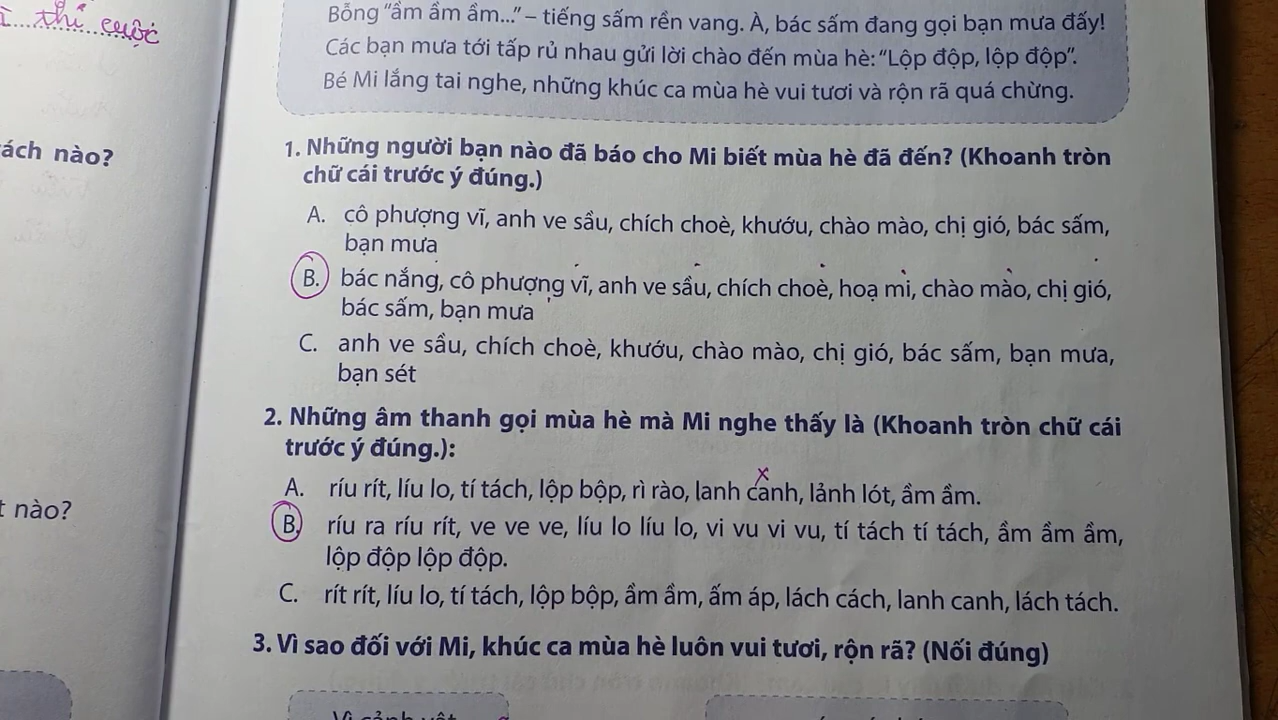 thi cuộc
Bỗng "ầm ầm ầm..." – tiếng sấm rền vang. À, bác sấm đang gọi bạn mưa đấy!
Các bạn mưa tới tấp rủ nhau gửi lời chào đến mùa hè: "Lộp độp, lộp độp".
Bé Mi lắng tai nghe, những khúc ca mùa hè vui tươi và rộn rã quá chừng.
ách nào?
1. Những người bạn nào đã báo cho Mi biết mùa hè đã đến? (Khoanh tròn
chữ cái trước ý đúng.)
A. cô phượng vĩ, anh ve sầu, chích choè, khướu, chào mào, chị gió, bác sấm,
bạn mưa
B. bác nắng, cô phượng vĩ, anh ve sầu, chích choè, hoạ mi, chào mào, chị gió,
bác sấm, bạn mưa
C. anh ve sầu, chích choè, khướu, chào mào, chị gió, bác sấm, bạn mưa,
bạn sét
2. Những âm thanh gọi mùa hè mà Mi nghe thấy là (Khoanh tròn chữ cái
trước ý đúng.):
A. ríu rít, líu lo, tí tách, lộp bộp, rì rào, lanh canh, lảnh lót, ầm ầm.
t nào?
B. ríu ra ríu rít, ve ve ve, líu lo líu lo, vi vu vi vu, tí tách tí tách, ầm ầm ầm,
lộp độp lộp độp.
C. rít rít, líu lo, tí tách, lộp bộp, ầm ầm, ấm áp, lách cách, lanh canh, lách tách.
3. Vì sao đối với Mi, khúc ca mùa hè luôn vui tươi, rộn rã? (Nối đúng)
Vì cảnh vật